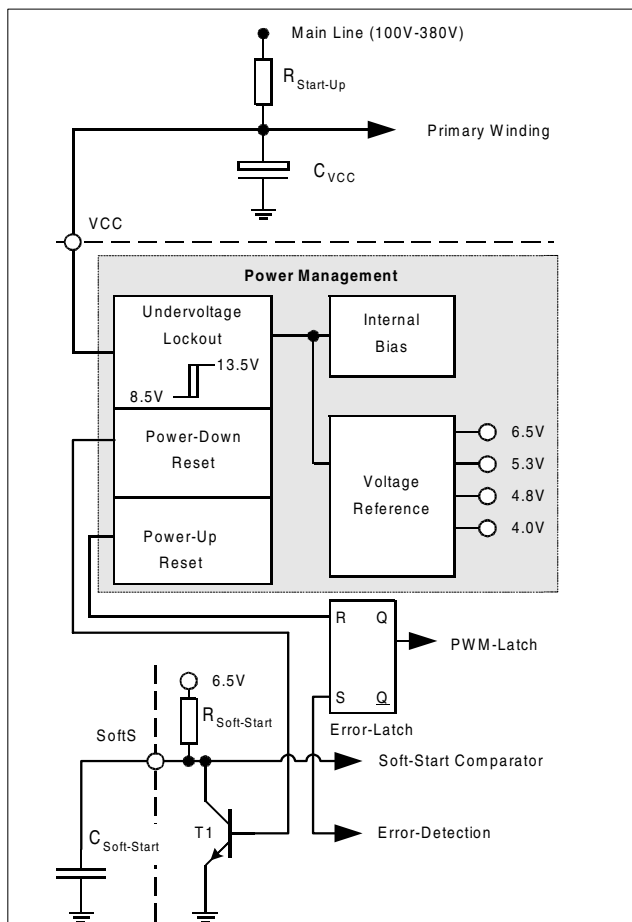 Main Line (100V-380V)
R Start-Up
Primary Winding
C VCC
VCC
Power Management
Undervoltage
Lockout
13.5V
8.5V
Internal
Bias
Power-Down
Reset
Power-Up
Reset
Voltage
Reference
6.5V
5.3V
4.8V
4.0V
R Q
S Q
PWM-Latch
Error-Latch
6.5V
R Soft-Start
SoftS
Soft-Start Comparator
C Soft-Start
T1
Error-Detection